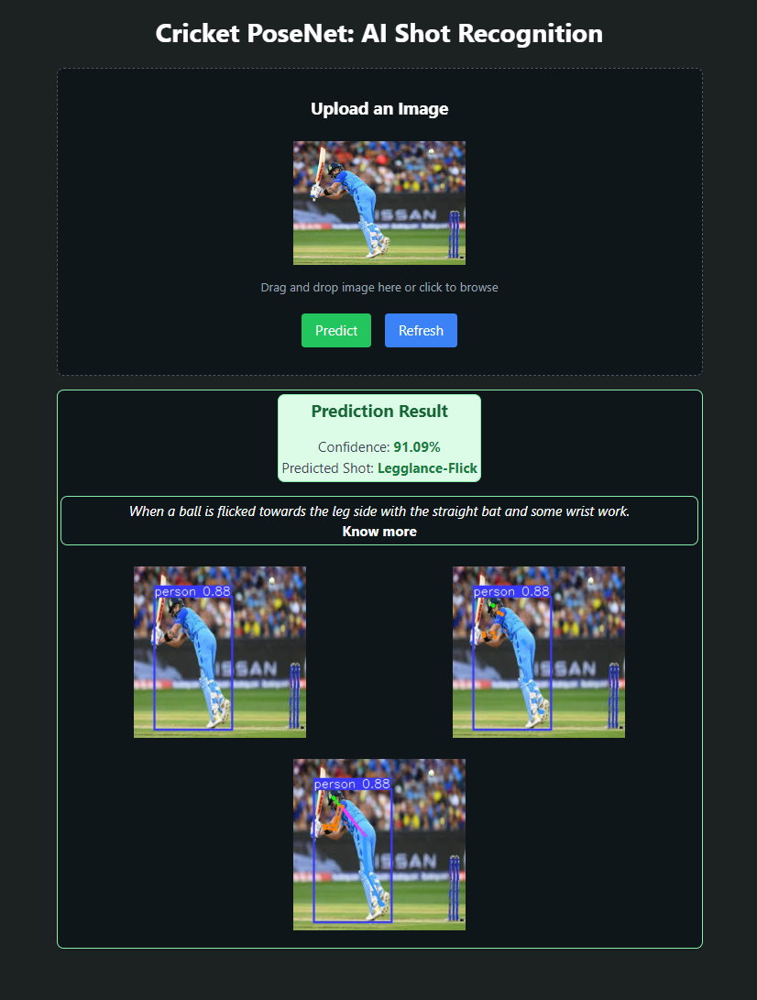 Cricket PoseNet: AI Shot Recognition
Upload an Image
ISSAN
Drag and drop image here or click to browse
Predict Refresh
Prediction Result
Confidence: 91.09%
Predicted Shot: Legglance-Flick
When a ball is flicked towards the leg side with the straight bat and some wrist work.
Know more
person 0.88 person 0.88
ISSAN ISSAN
person 0.88
ISSAN